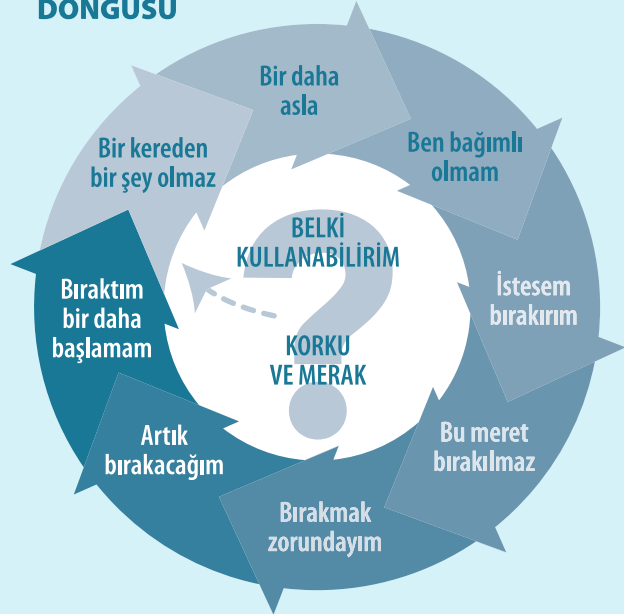 DÖNGÜSÜ
Bir daha
asla
Ben bağımlı
olmam
İstesem
bırakırım
Bu meret
bırakılmaz
Bırakmak
zorundayım
Artık
bırakacağım
Bıraktım
bir daha
başlamam
Bir kereden
bir şey olmaz
BELKİ
KULLANABİLİRİM
KORKU
VE MERAK
?